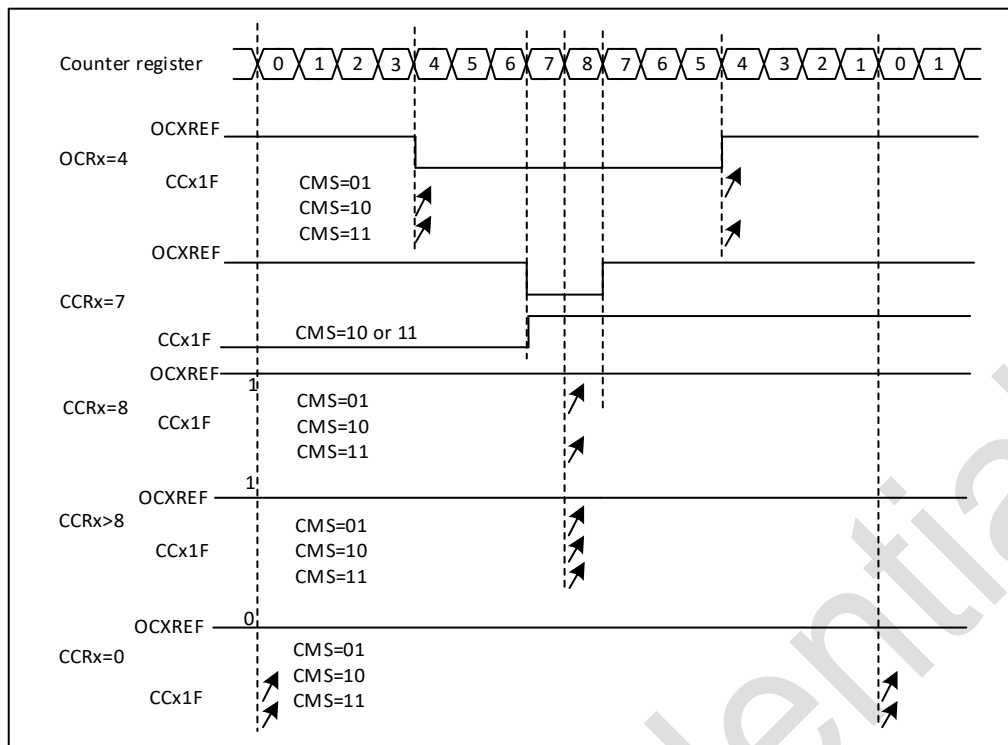 Counter register 0 1 2 3 4 5 6 7 8 7 6 5 4 3 2 1 0 1
OCXREF
OCRx=4
CCx1F
CMS=01
CMS=10
CMS=11
OCXREF
CCRx=7
CCx1F
CMS=10 or 11
OCXREF
1
CCRx=8
CCx1F
CMS=01
CMS=10
CMS=11
OCXREF
1
CCRx>8
CCx1F
CMS=01
CMS=10
CMS=11
OCXREF
0
CCRx=0
CCx1F
CMS=01
CMS=10
CMS=11
dential